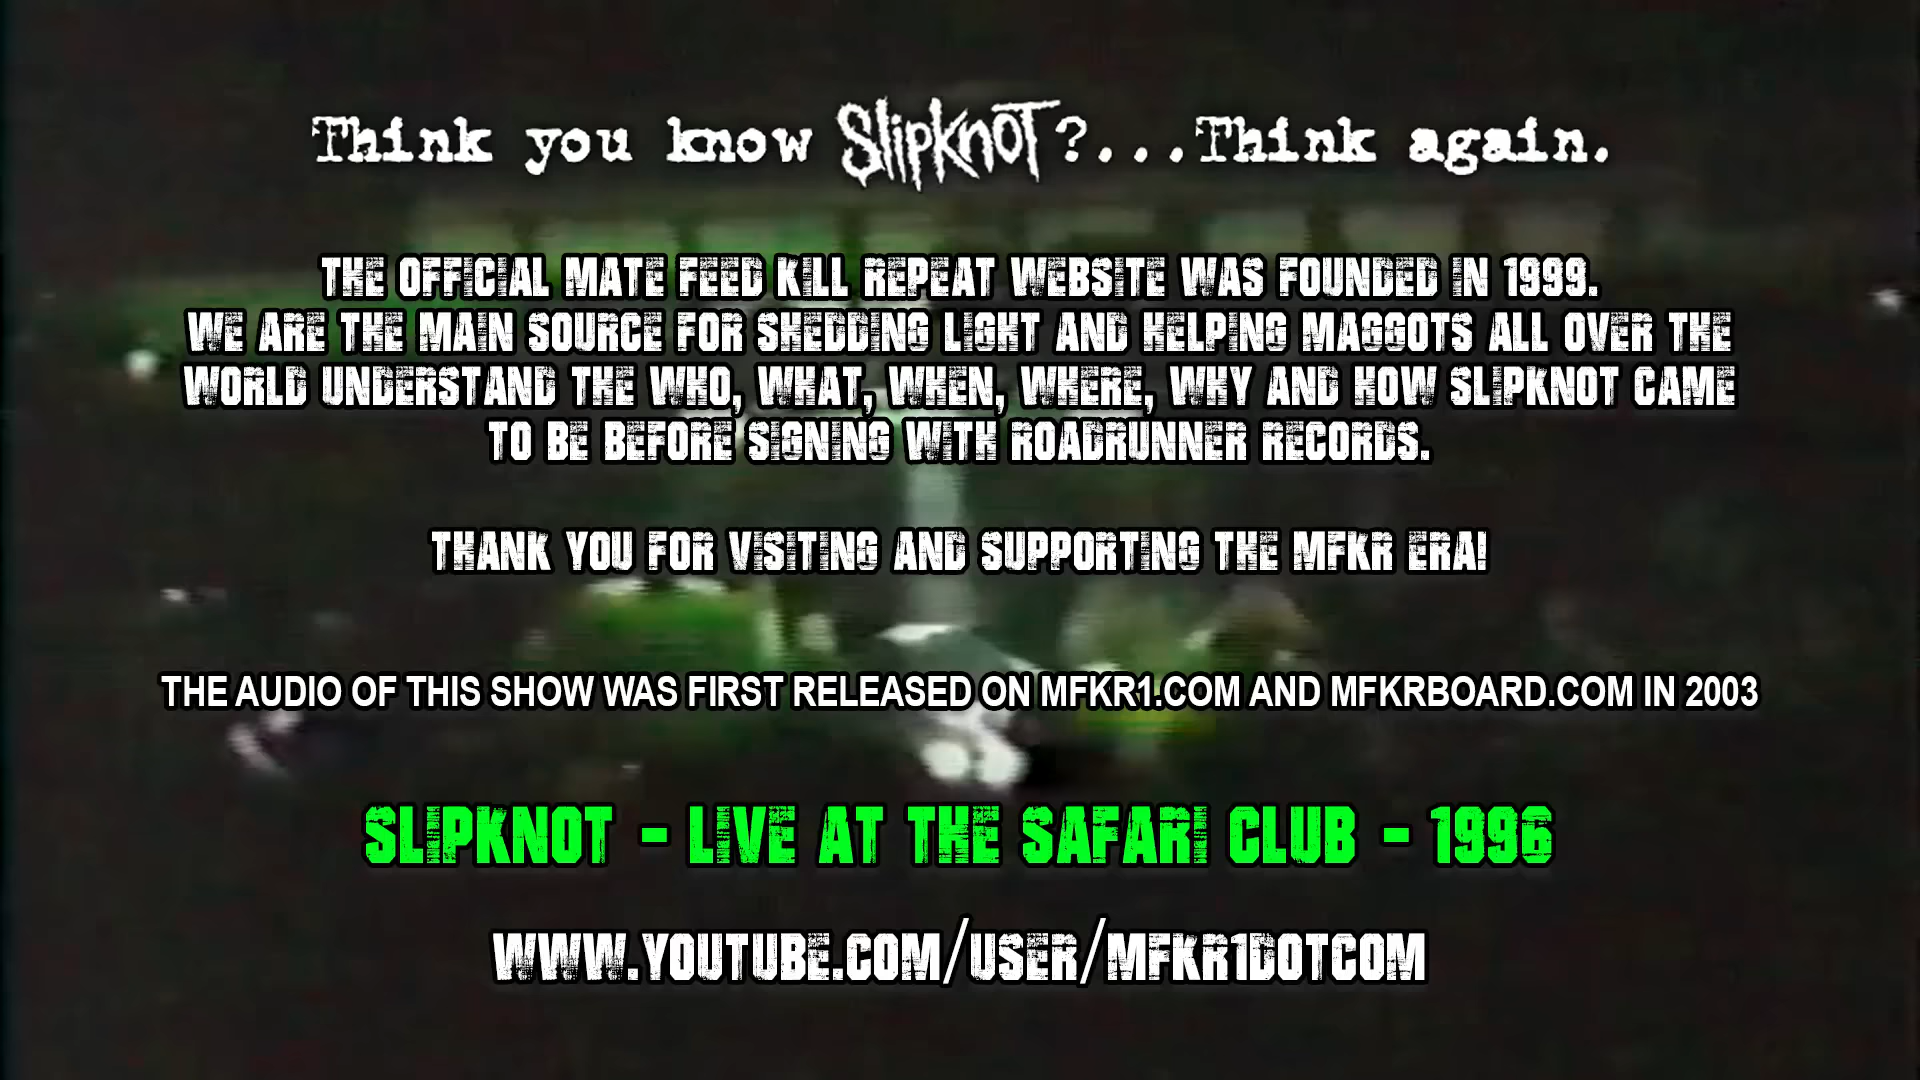 Think you know Slipknot?...Think again.
THE OFFICIAL MATE FEED KILL REPEAT WEBSITE WAS FOUNDED IN 1999.
WE ARE THE MAIN SOURCE FOR SHEDDING LIGHT AND HELPING MAGGOTS ALL OVER THE
WORLD UNDERSTAND THE WHO, WHAT, WHEN, WHERE, WHY AND HOW SLIPKNOT CAME
TO BE BEFORE SIGNING WITH ROADRUNNER RECORDS.
THANK YOU FOR VISITING AND SUPPORTING THE MFKR ERA!
THE AUDIO OF THIS SHOW WAS FIRST RELEASED ON MFKR1.COM AND MFKRBOARD.COM IN 2003
SLIPKNOT - LIVE AT THE SAFARI CLUB - 1996
WWW.YOUTUBE.COM/USER/MFKR1DOTCOM